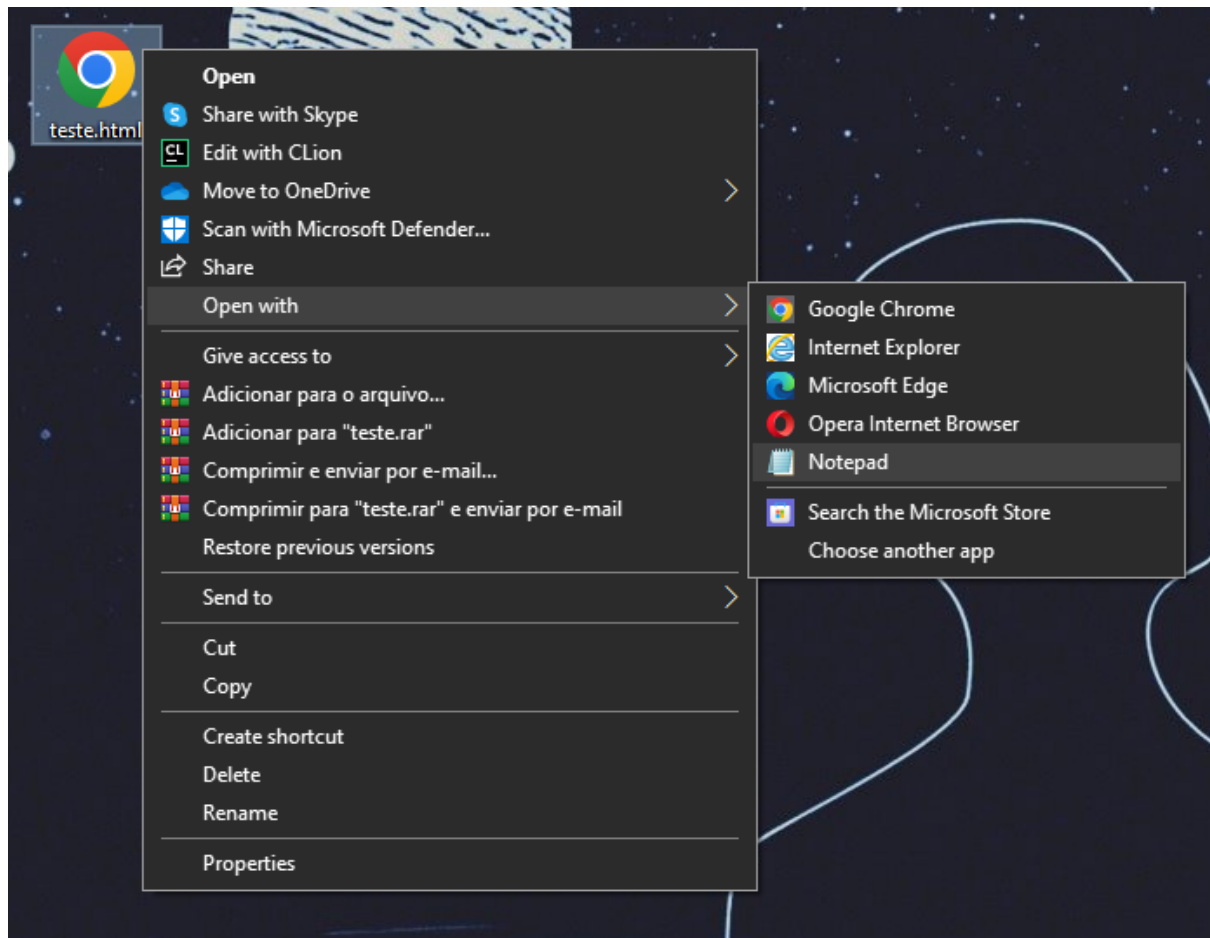 teste.html
Open
S
Share with Skype
CL
Edit with CLion
Move to OneDrive
Scan with Microsoft Defender...
Share
Open with
Give access to
Adicionar para o arquivo...
Adicionar para "teste.rar"
Comprimir e enviar por e-mail...
Comprimir para "teste.rar" e enviar por e-mail
Restore previous versions
Send to
Cut
Copy
Create shortcut
Delete
Rename
Properties
Google Chrome
Internet Explorer
Microsoft Edge
Opera Internet Browser
Notepad
Search the Microsoft Store
Choose another app